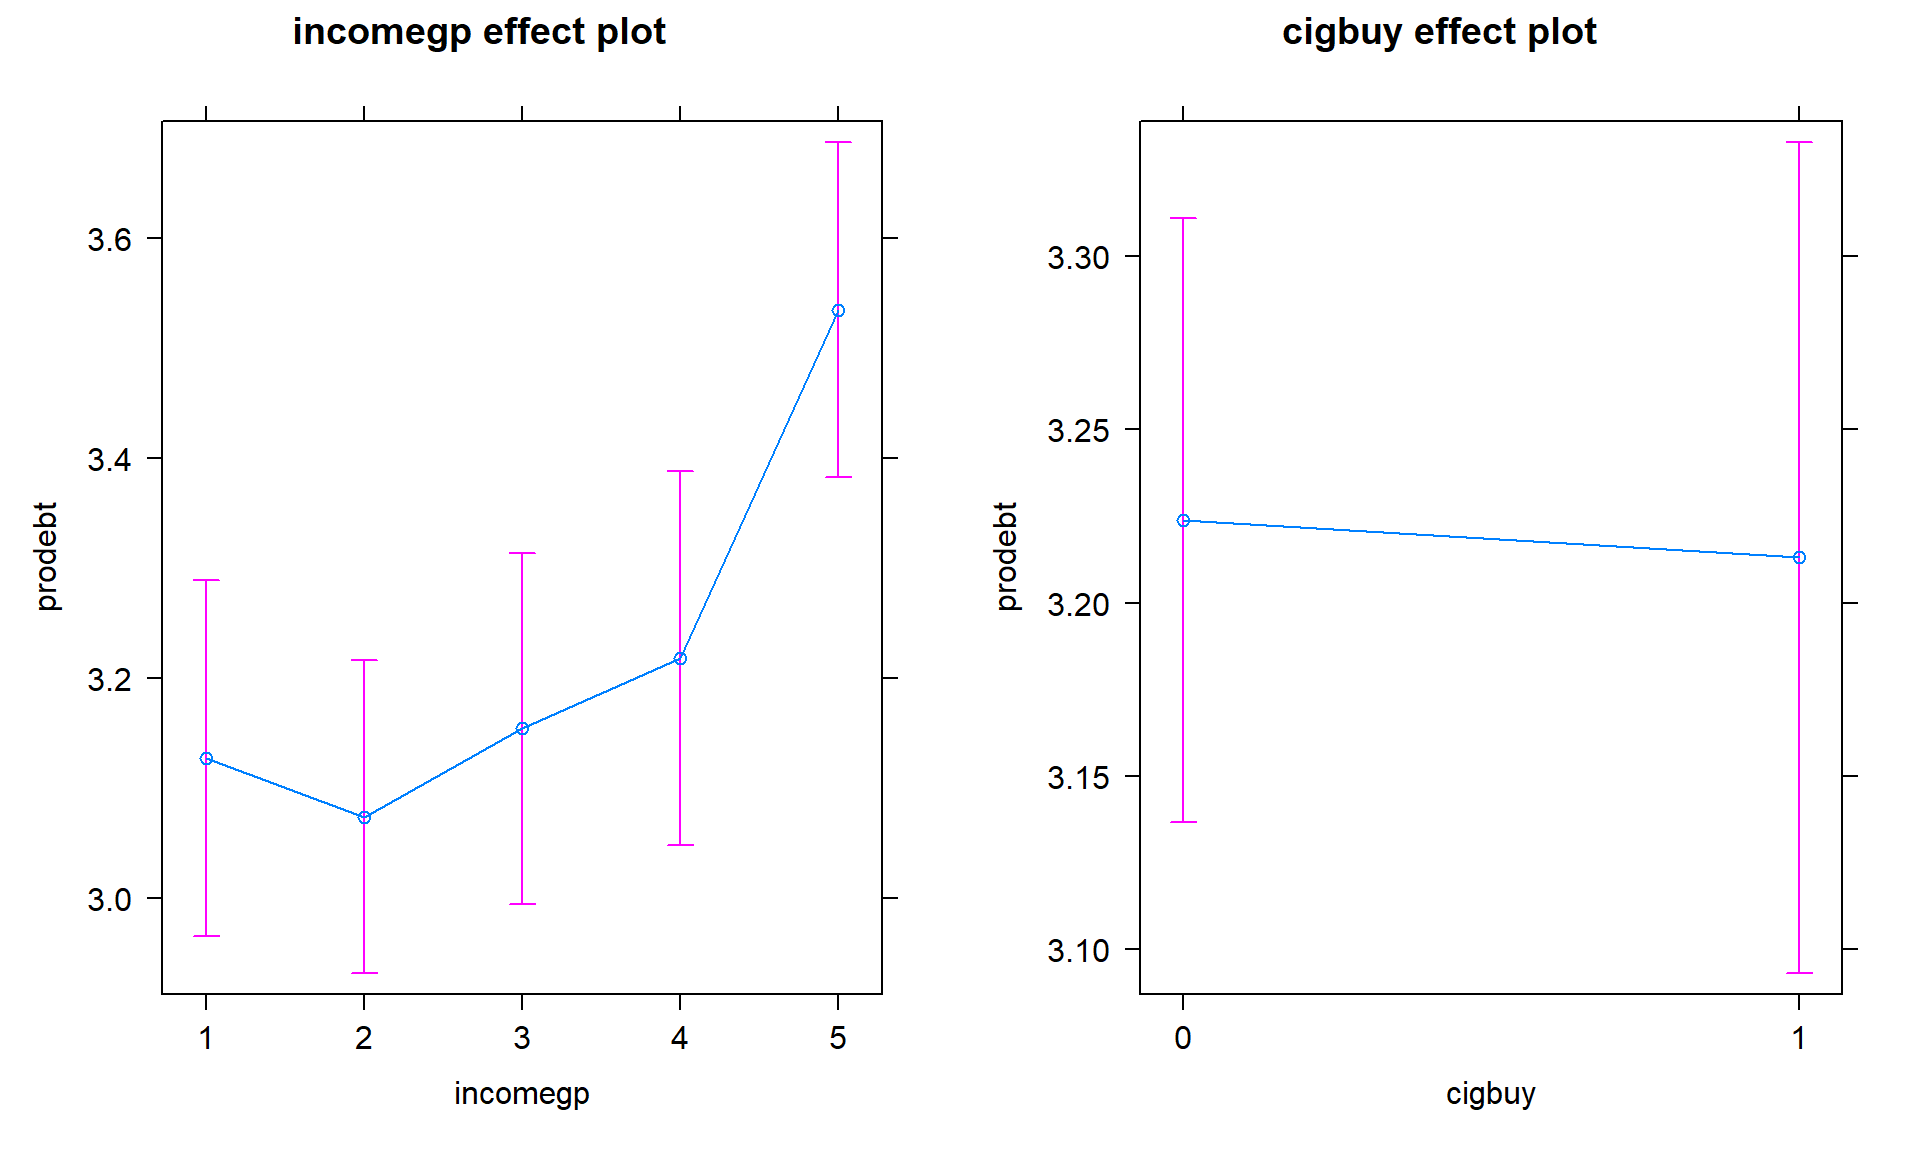 incomegp effect plot
prodebt
3.6
3.4
3.2
3.0
1 2 3 4 5
incomegp
cigbuy effect plot
prodebt
3.30
3.25
3.20
3.15
3.10
0 1
cigbuy